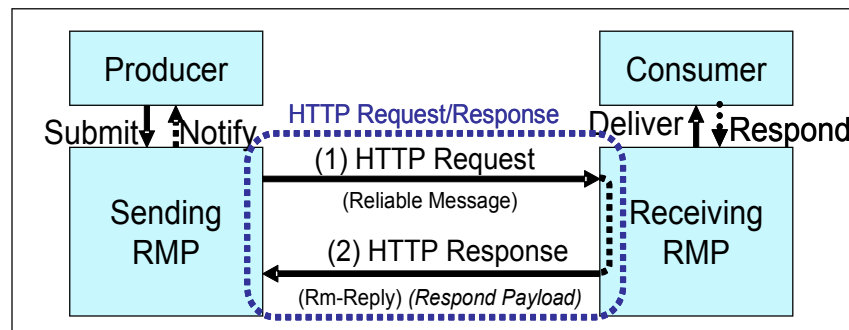 Producer
Consumer
HTTP Request/Response
Submit
Notify
Deliver
Respond
(1) HTTP Request
(Reliable Message)
Sending
RMP
Receiving
RMP
(2) HTTP Response
(Rm-Reply) (Respond Payload)